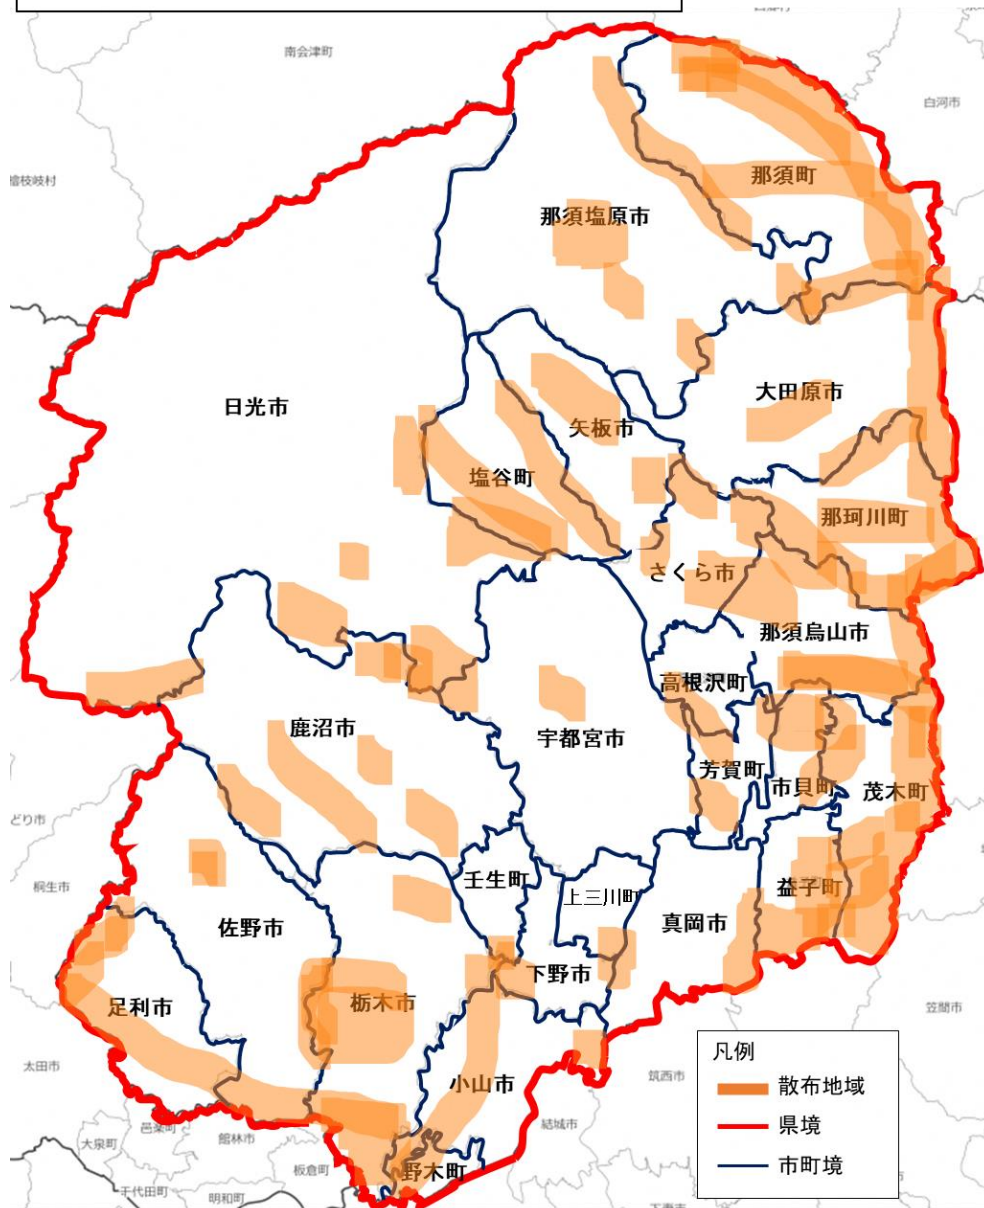 南会津町
白河市
檜枝岐村
那須町
那須塩原市
日光市
大田原市
矢板市
塩谷町
那珂川町
さくら市
那須烏山市
高根沢町
鹿沼市
宇都宮市
芳賀町
市貝町
茂木町
どり市
桐生市
壬生町
上三川町
益子町
佐野市
真岡市
下野市
足利市
栃木市
笠間市
太田市
小山市
筑西市
結城市
邑楽町
大泉町
館林市
板倉町
野木町
千代田町
明和町
凡例
散布地域
県境
市町境